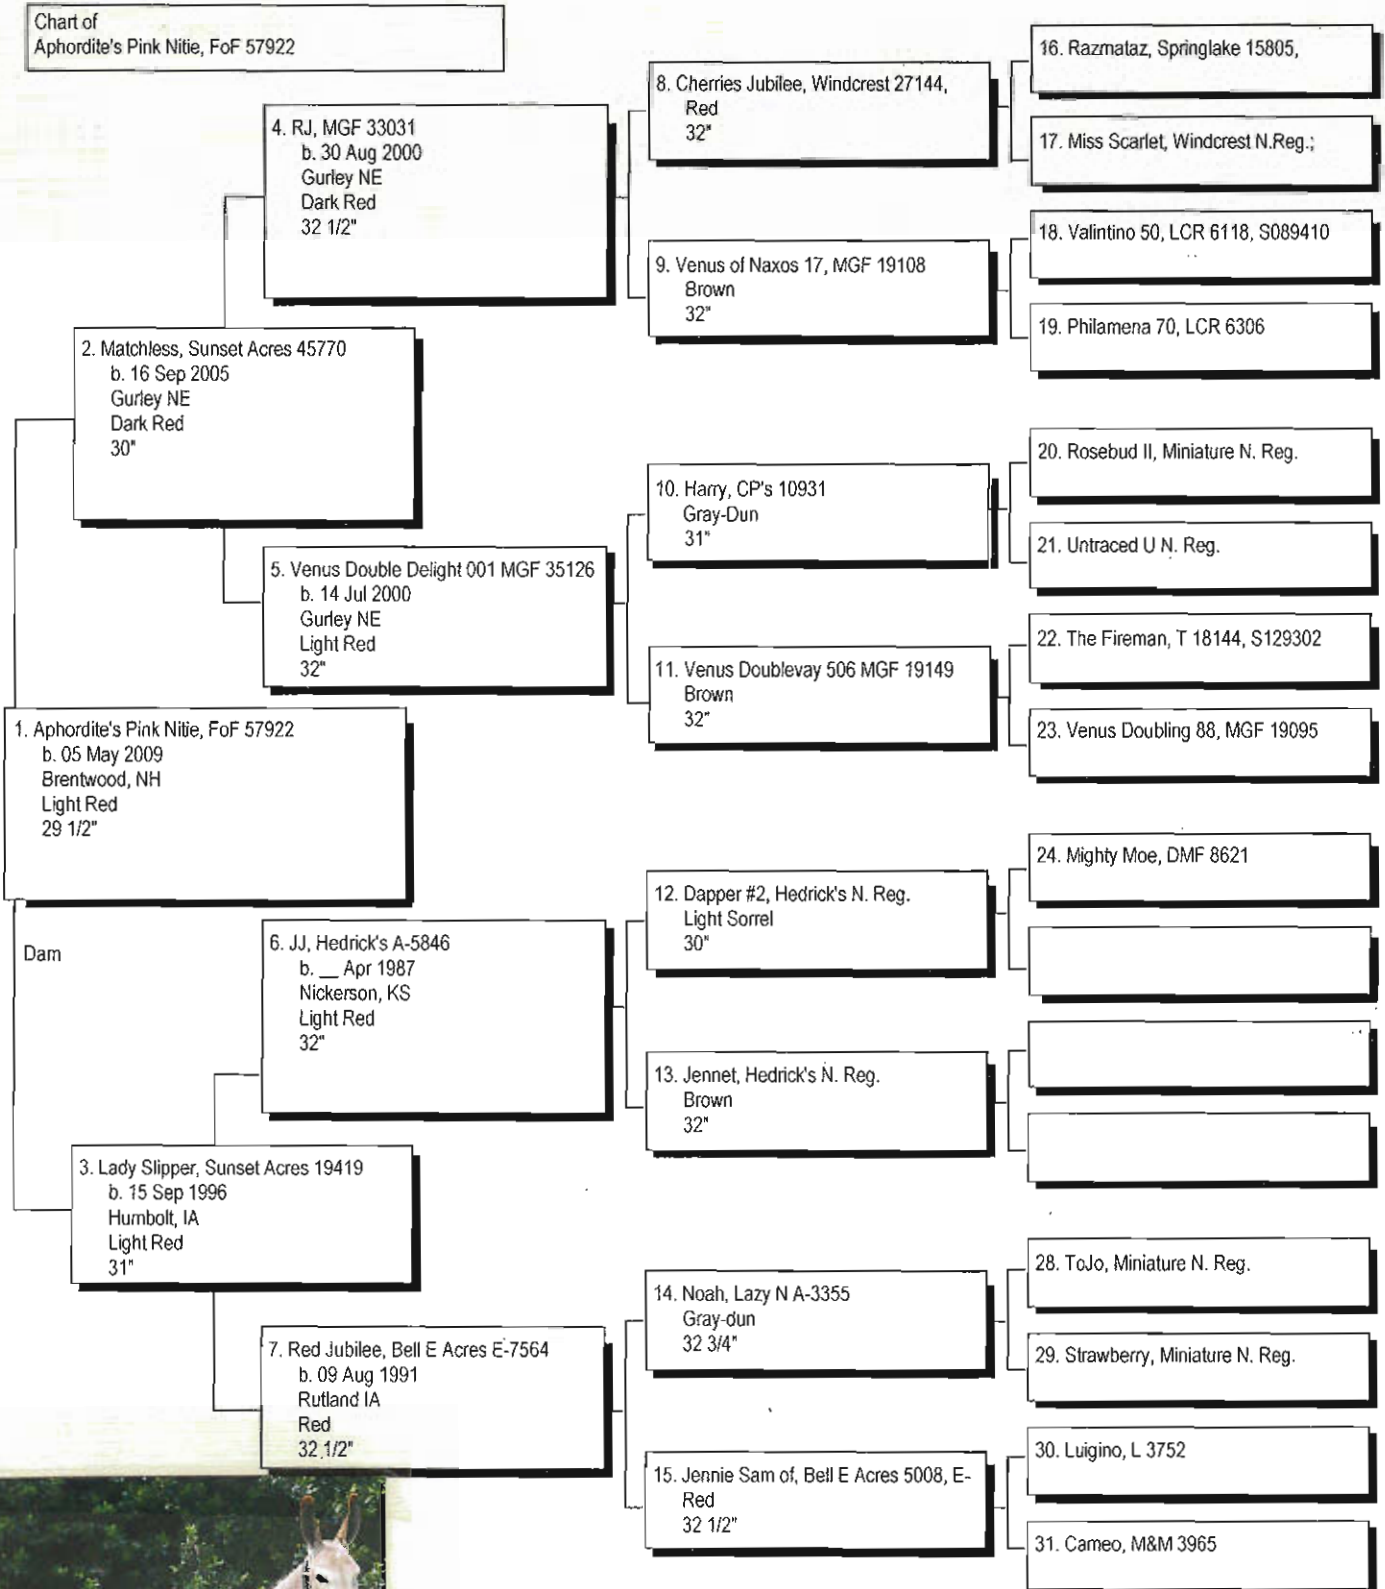 Chart of
Aphordite's Pink Nitie, FoF 57922
1. Aphordite's Pink Nitie, FoF 57922
b. 05 May 2009
Brentwood, NH
Light Red
29 1/2"
Dam
2. Matchless, Sunset Acres 45770
b. 16 Sep 2005
Gurley NE
Dark Red
30"
3. Lady Slipper, Sunset Acres 19419
b. 15 Sep 1996
Humbolt, IA
Light Red
31"
4. RJ, MGF 33031
b. 30 Aug 2000
Gurley NE
Dark Red
32 1/2"
5. Venus Double Delight 001 MGF 35126
b. 14 Jul 2000
Gurley NE
Light Red
32"
6. JJ, Hedrick's A-5846
b. __ Apr 1987
Nickerson, KS
Light Red
32"
7. Red Jubilee, Bell E Acres E-7564
b. 09 Aug 1991
Rutland IA
Red
32 1/2"
8. Cherries Jubilee, Windcrest 27144,
Red
32"
9. Venus of Naxos 17, MGF 19108
Brown
32"
10. Harry, CP's 10931
Gray-Dun
31"
11. Venus Doublevay 506 MGF 19149
Brown
32"
12. Dapper #2, Hedrick's N. Reg.
Light Sorrel
30"
13. Jennet, Hedrick's N. Reg.
Brown
32"
14. Noah, Lazy N A-3355
Gray-dun
32 3/4"
15. Jennie Sam of, Bell E Acres 5008, E-
Red
32 1/2"
16. Razmataz, Springlake 15805,
17. Miss Scarlet, Windcrest N.Reg.;
18. Valintino 50, LCR 6118, S089410
19. Philamena 70, LCR 6306
20. Rosebud II, Miniature N. Reg.
21. Untraced U N. Reg.
22. The Fireman, T 18144, S129302
23. Venus Doubling 88, MGF 19095
24. Mighty Moe, DMF 8621
28. ToJo, Miniature N. Reg.
29. Strawberry, Miniature N. Reg.
30. Luigino, L 3752
31. Cameo, M&M 3965